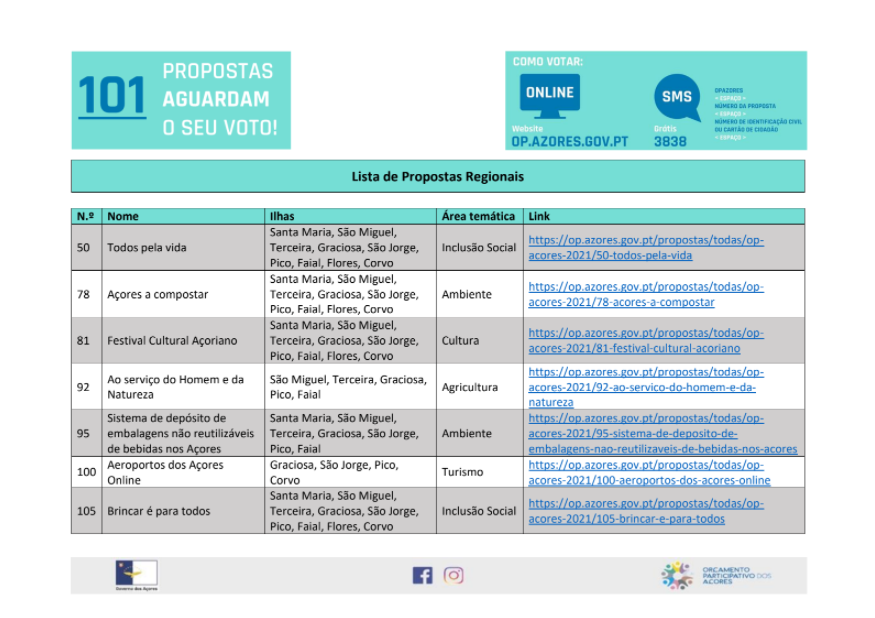 101
PROPOSTAS
AGUARDAM
O SEU VOTO!
COMO VOTAR:
ONLINE
Website
OP.AZORES.GOV.PT
SMS
Grátis
3838
OPAZORES
< ESPAÇO >
NÚMERO DA PROPOSTA
< ESPAÇO >
NÚMERO DE IDENTIFICAÇÃO CIVIL
OU CARTÃO DE CIDADÃO
< ESPAÇO >
Lista de Propostas Regionais
N.º Nome Ilhas Área temática Link
50 Todos pela vida
Santa Maria, São Miguel,
Terceira, Graciosa, São Jorge,
Pico, Faial, Flores, Corvo
Inclusão Social
https://op.azores.gov.pt/propostas/todas/op-
acores-2021/50-todos-pela-vida
78 Açores a compostar
Santa Maria, São Miguel,
Terceira, Graciosa, São Jorge,
Pico, Faial, Flores, Corvo
Ambiente
https://op.azores.gov.pt/propostas/todas/op-
acores-2021/78-acores-a-compostar
81 Festival Cultural Açoriano
Santa Maria, São Miguel,
Terceira, Graciosa, São Jorge,
Pico, Faial, Flores, Corvo
Cultura
https://op.azores.gov.pt/propostas/todas/op-
acores-2021/81-festival-cultural-acoriano
92
Ao serviço do Homem e da
Natureza
São Miguel, Terceira, Graciosa,
Pico, Faial
Agricultura
https://op.azores.gov.pt/propostas/todas/op-
acores-2021/92-ao-servico-do-homem-e-da-
natureza
95
Sistema de depósito de
embalagens não reutilizáveis
de bebidas nos Açores
Santa Maria, São Miguel,
Terceira, Graciosa, São Jorge,
Pico, Faial
Ambiente
https://op.azores.gov.pt/propostas/todas/op-
acores-2021/95-sistema-de-deposito-de-
embalagens-nao-reutilizaveis-de-bebidas-nos-acores
100
Aeroportos dos Açores
Online
Graciosa, São Jorge, Pico,
Corvo
Turismo
https://op.azores.gov.pt/propostas/todas/op-
acores-2021/100-aeroportos-dos-acores-online
105 Brincar é para todos
Santa Maria, São Miguel,
Terceira, Graciosa, São Jorge,
Pico, Faial, Flores, Corvo
Inclusão Social
https://op.azores.gov.pt/propostas/todas/op-
acores-2021/105-brincar-e-para-todos
Governo dos Açores
ORÇAMENTO
PARTICIPATIVO DOS
AÇORES